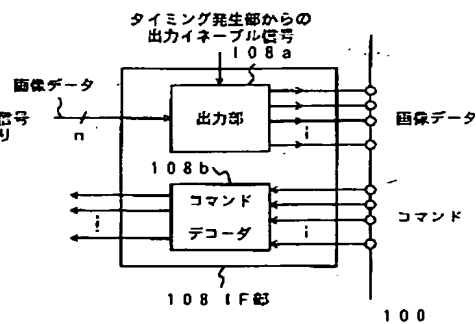 タイミング発生部からの
出力イネーブル信号
108a
画像データ
信号
り
n
出力部
i
画像データ
108b
コマンド
デコーダ
i
i
コマンド
108 IF部
100